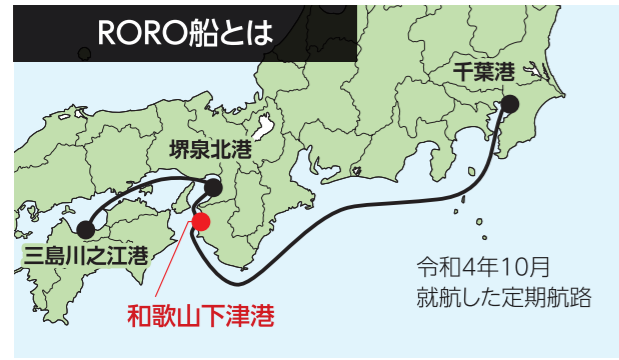 RORO船とは
千葉港
堺泉北港
三島川之江港
和歌山下津港
令和4年10月
就航した定期航路